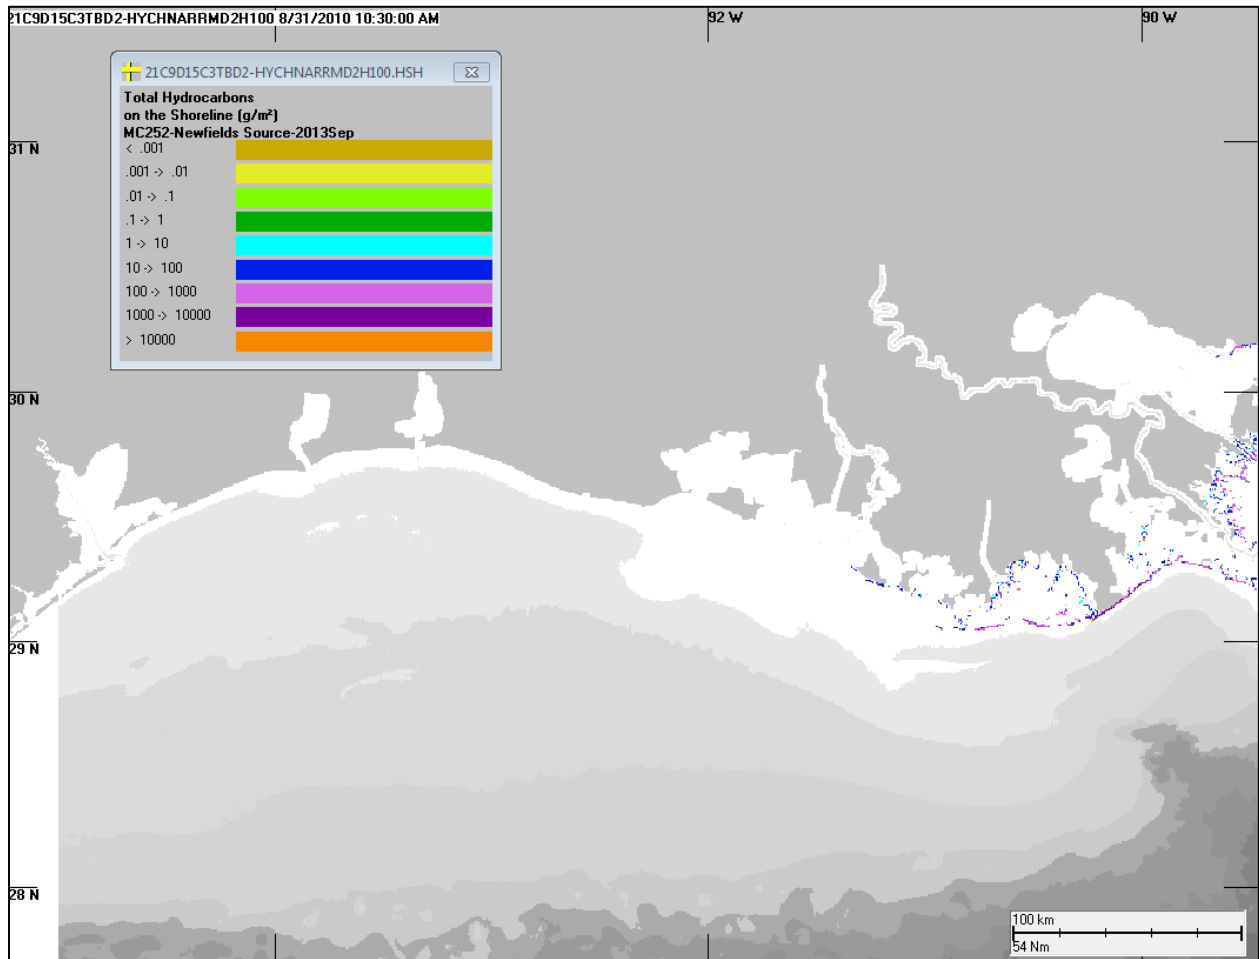 21C9D15C3TBD2-HYCHNARRMD2H100 8/31/2010 10:30:00 AM
92 W
90 W
21C9D15C3TBD2-HYCHNARRMD2H100.HSH
Total Hydrocarbons
on the Shoreline (g/m²)
MC252-Newfields Source-2013Sep
< .001
.001 -> .01
.01 -> .1
.1 -> 1
1 -> 10
10 -> 100
100 -> 1000
1000 -> 10000
> 10000
31 N
30 N
29 N
28 N
100 km
54 Nm